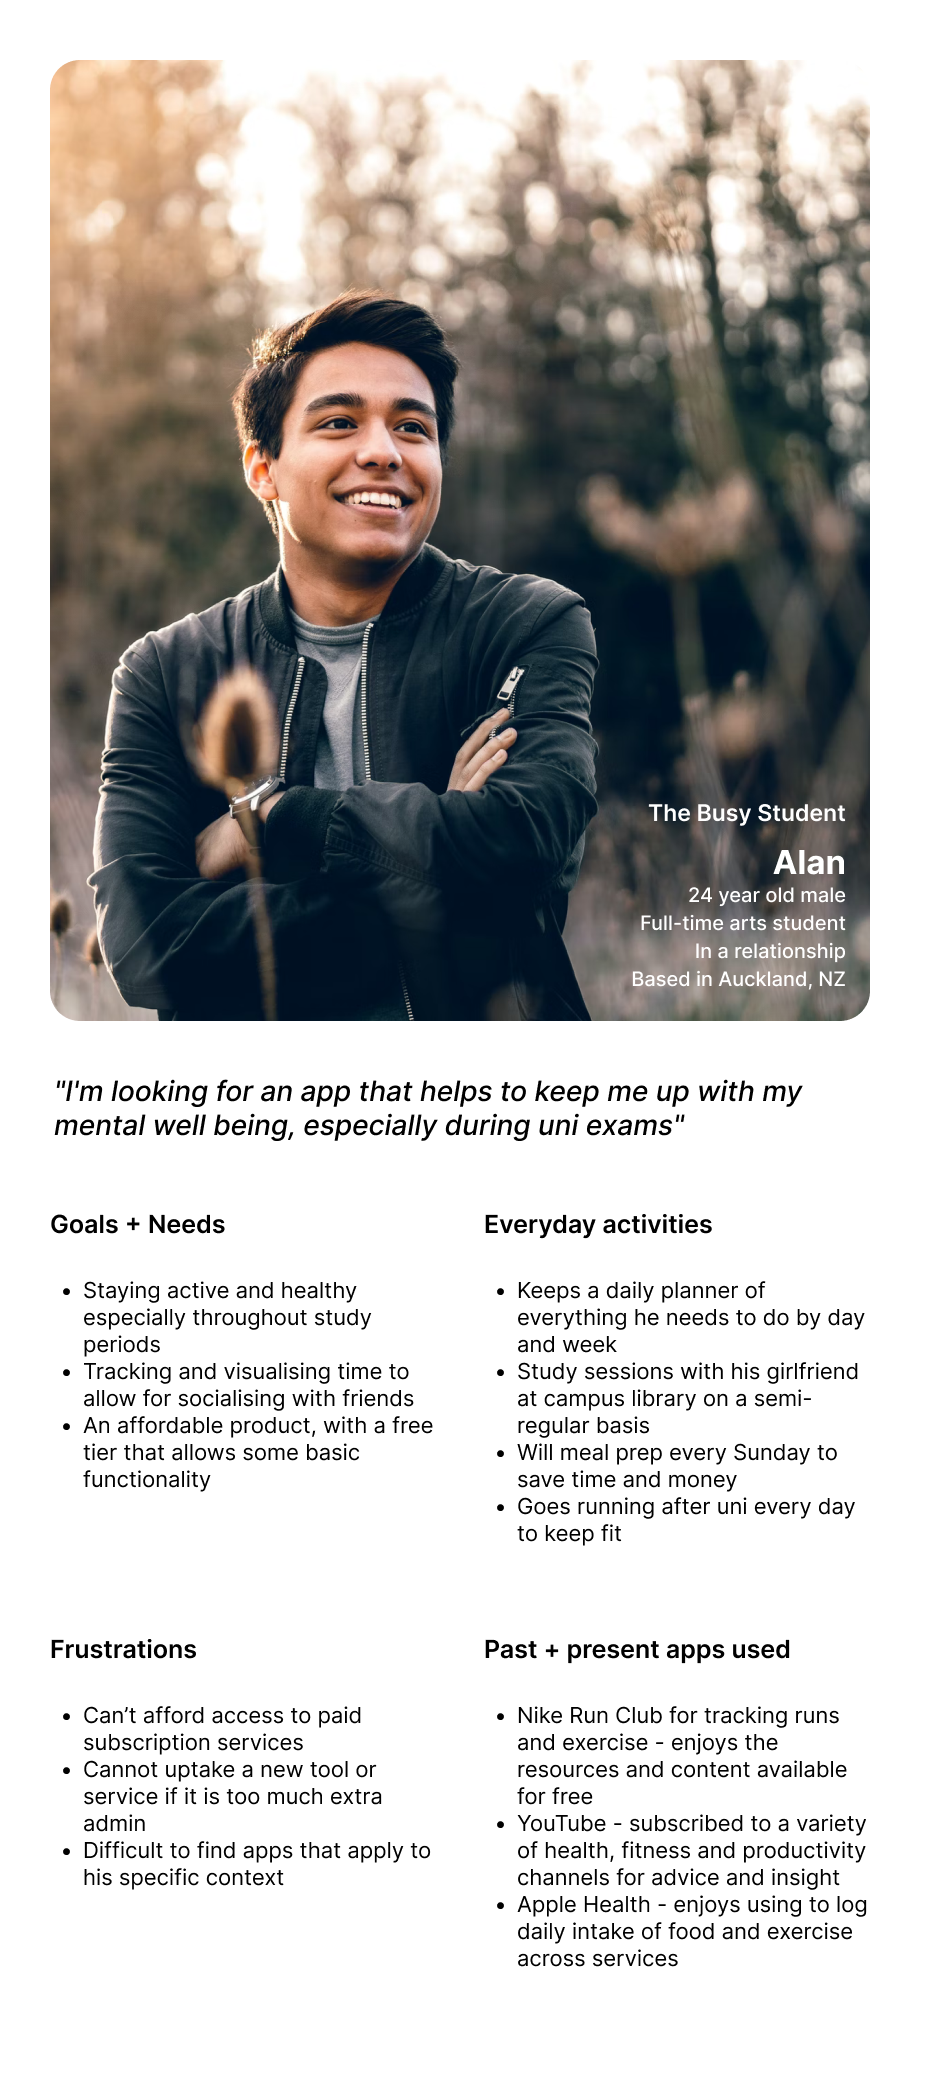 The Busy Student
Alan
24 year old male
Full-time arts student
In a relationship
Based in Auckland, NZ
"I'm looking for an app that helps to keep me up with my
mental well being, especially during uni exams"
Goals + Needs
• Staying active and healthy
especially throughout study
periods
• Tracking and visualising time to
allow for socialising with friends
• An affordable product, with a free
tier that allows some basic
functionality
Everyday activities
• Keeps a daily planner of
everything he needs to do by day
and week
• Study sessions with his girlfriend
at campus library on a semi-
regular basis
• Will meal prep every Sunday to
save time and money
• Goes running after uni every day
to keep fit
Frustrations
• Can’t afford access to paid
subscription services
• Cannot uptake a new tool or
service if it is too much extra
admin
• Difficult to find apps that apply to
his specific context
Past + present apps used
• Nike Run Club for tracking runs
and exercise - enjoys the
resources and content available
for free
• YouTube - subscribed to a variety
of health, fitness and productivity
channels for advice and insight
• Apple Health - enjoys using to log
daily intake of food and exercise
across services